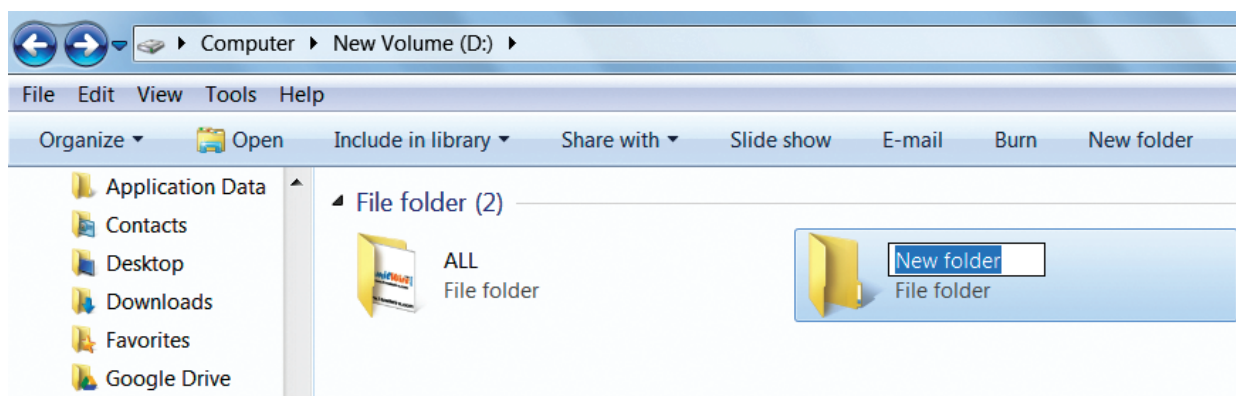 Computer New Volume (D:)
File Edit View Tools Help
Organize Open Include in library Share with Slide show E-mail Burn New folder
Application Data
Contacts
Desktop
Downloads
Favorites
Google Drive
File folder (2)
ALL
File folder
New folder
File folder